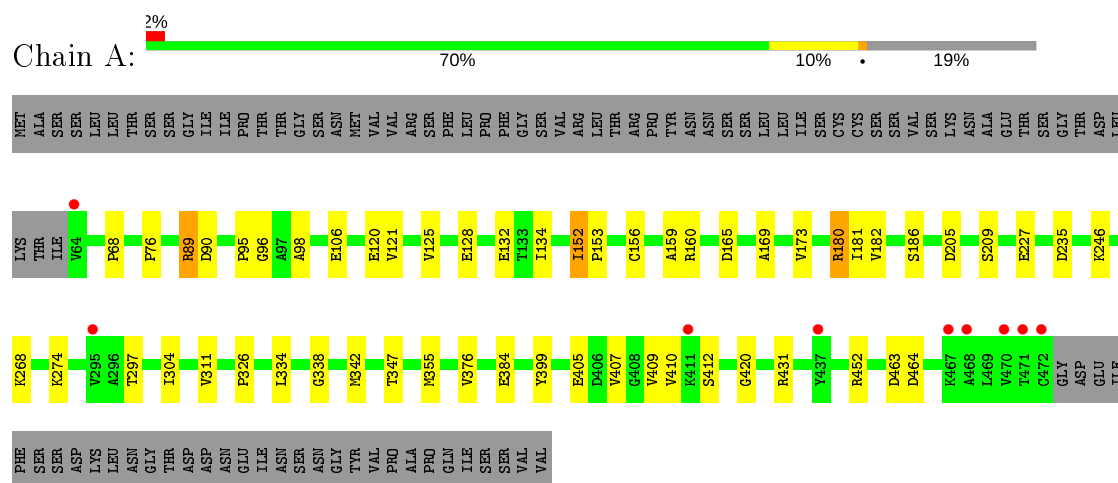 2%
Chain A:
70% 10% • 19%
MET ALA SER SER LEU LEU THR SER SER GLY ILE ILE PRO THR THR GLY SER ASN MET VAL VAL ARG SER PHE LEU PRO PHE GLY SER VAL ARG LEU THR ARG PRO TYR ASN ASN SER SER LEU LEU ILE SER CYS CYS SER SER VAL SER LYS ASN ALA GLU THR SER GLY THR ASP LEU
LYS THR ILE V64 P68 P76 R89 D90 P95 G96 A97 A98 E106 E120 V121 V125 E128 E132 T133 I134 I152 P153 C156 A159 R160 D165 A169 V173 R180 I181 V182 S186 D205 S209 E227 D235 K246
K268 K274 V295 A296 T297 I304 V311 P326 L334 G338 M342 T347 M355 V376 E384 Y399 E405 D406 V407 G408 V409 V410 K411 S412 G420 R431 Y437 R452 D463 D464 K467 A468 L469 V470 T471 C472 GLY ASP GLU ILE
PHE SER SER ASP LYS LEU ASN GLY THR ASP ASP ASN GLU ILE ASN SER ASN GLY TYR VAL PRO ALA PRO GLN ILE SER SER VAL VAL